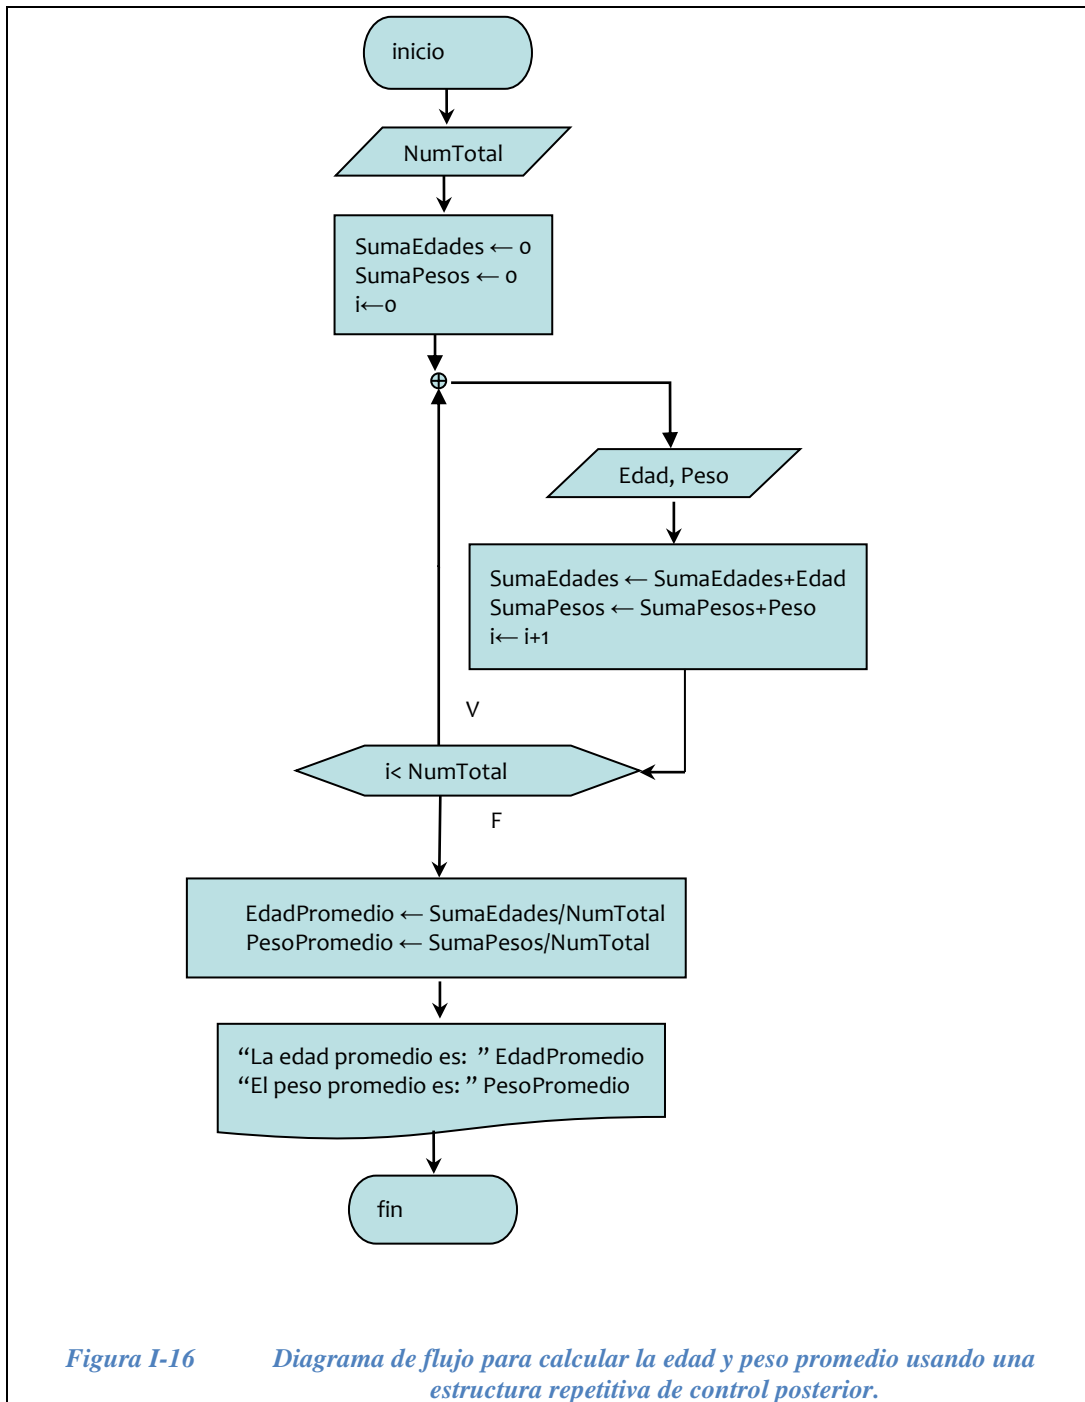 inicio
NumTotal
SumaEdades ← 0
SumaPesos ← 0
i←0
Edad, Peso
SumaEdades ← SumaEdades+Edad
SumaPesos ← SumaPesos+Peso
i← i+1
V
i< NumTotal
F
EdadPromedio ← SumaEdades/NumTotal
PesoPromedio ← SumaPesos/NumTotal
“La edad promedio es:  ” EdadPromedio
“El peso promedio es: ” PesoPromedio
fin
Figura I-16 Diagrama de flujo para calcular la edad y peso promedio usando una
estructura repetitiva de control posterior.